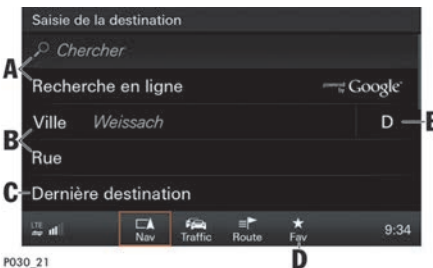 Saisie de la destination
Chercher
A
Recherche en ligne powered by Google
Ville Weissach D E
B
Rue
C Dernière destination
LTE
Nav Traffic Route Fav 9:34
D
P030_21